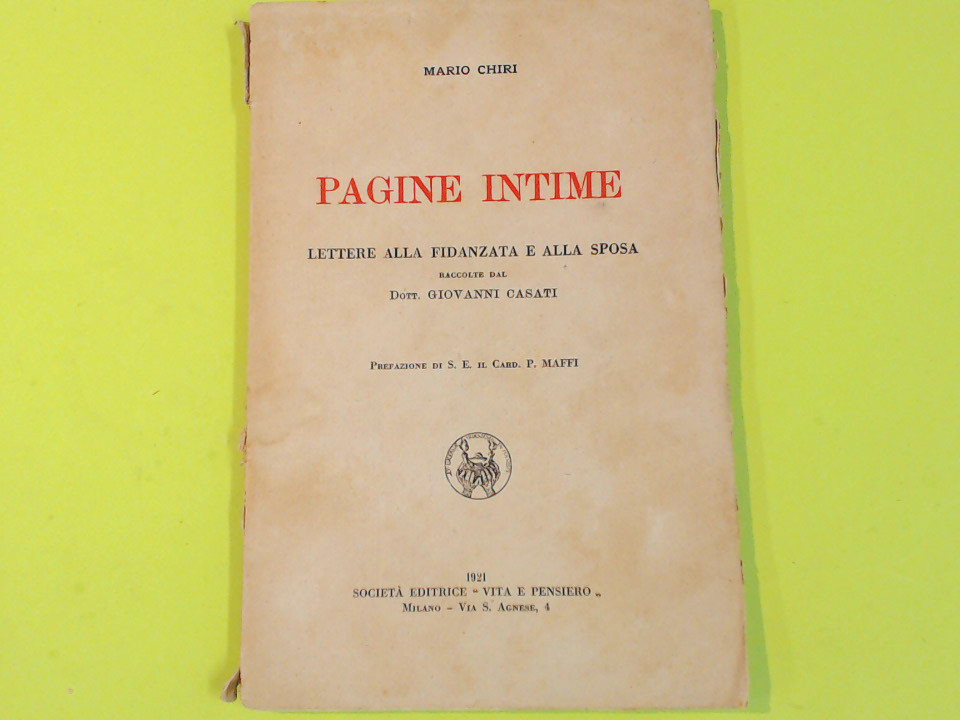 MARIO CHIRI
PAGINE INTIME
LETTERE ALLA FIDANZATA E ALLA SPOSA
RACCOLTE DAL
DOTT. GIOVANNI CASATI
PREFAZIONE DI S. E. IL CARD. P. MAFFI
1921
SOCIETÀ EDITRICE “ VITA E PENSIERO „
MILANO – VIA S. AGNESE, 4